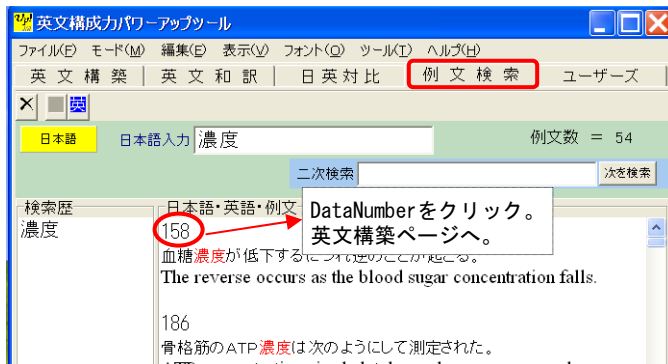 英文構成力パワーアップツール
ファイル(F) モード(M) 編集(E) 表示(V) フォント(O) ツール(T) ヘルプ(H)
英文構築 英文和訳 日英対比 例文検索 ユーザーズ
英
日本語 日本語入力 濃度 例文数 = 54
二次検索 次を検索
検索歴 日本語・英語・例文
濃度
158
DataNumberをクリック。
英文構築ページへ。
血糖濃度が低下するにつれ逆のことが起こる。
The reverse occurs as the blood sugar concentration falls.
186
骨格筋のATP濃度は次のようにして測定された。